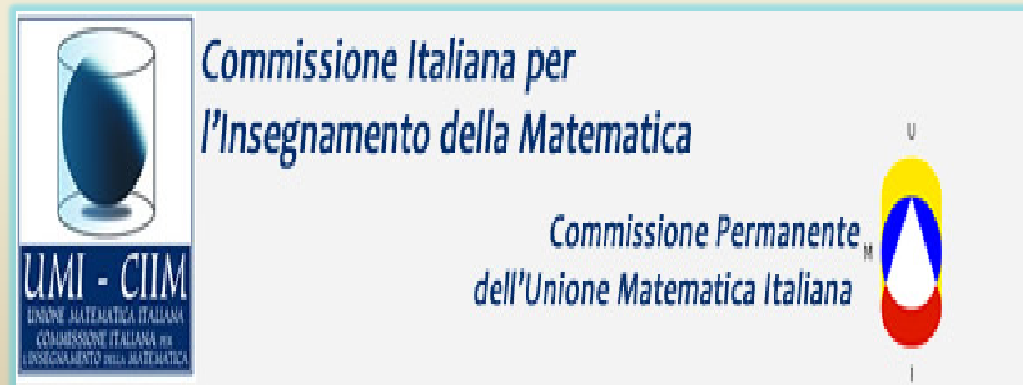 Commissione Italiana per
l'Insegnamento della Matematica
Commissione Permanente
dell'Unione Matematica Italiana
U
M
I
UMI - CIIM
UNIONE MATEMATICA ITALIANA
COMMISSIONE ITALIANA PER
L'INSEGNAMENTO DELLA MATEMATICA